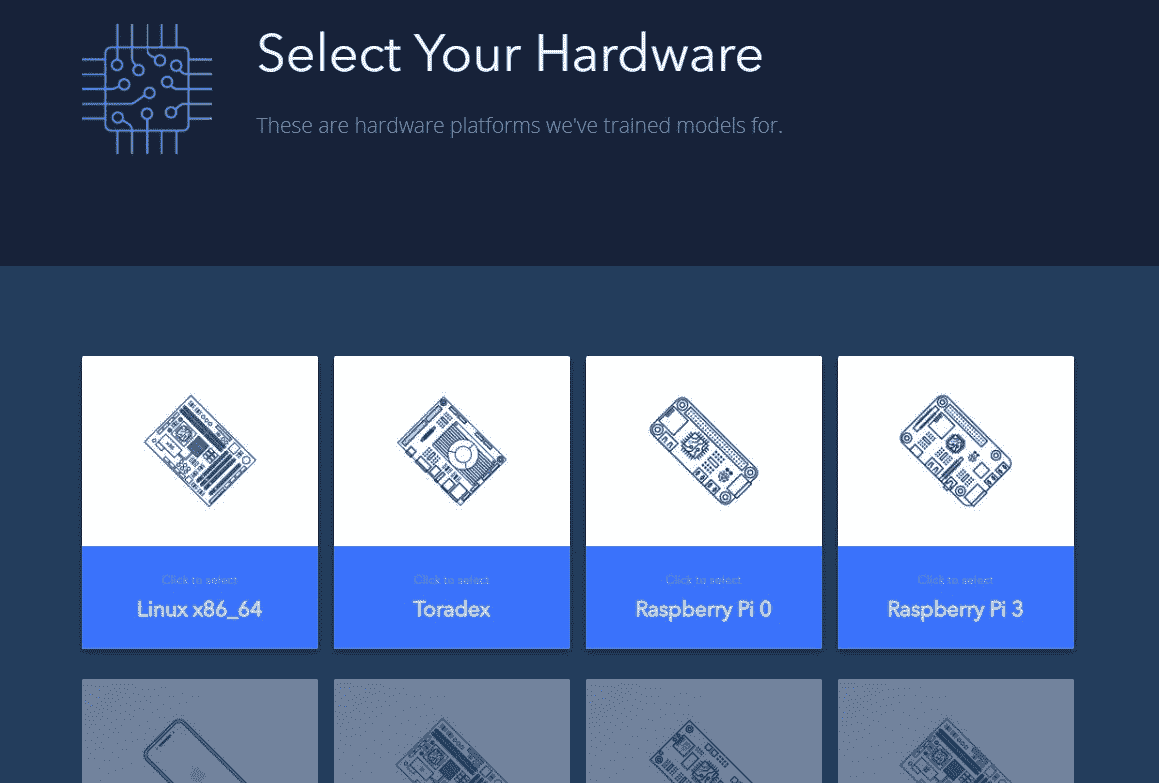 Select Your Hardware
These are hardware platforms we've trained models for.
Click to select
Linux x86_64
Click to select
Toradex
Click to select
Raspberry Pi 0
Click to select
Raspberry Pi 3